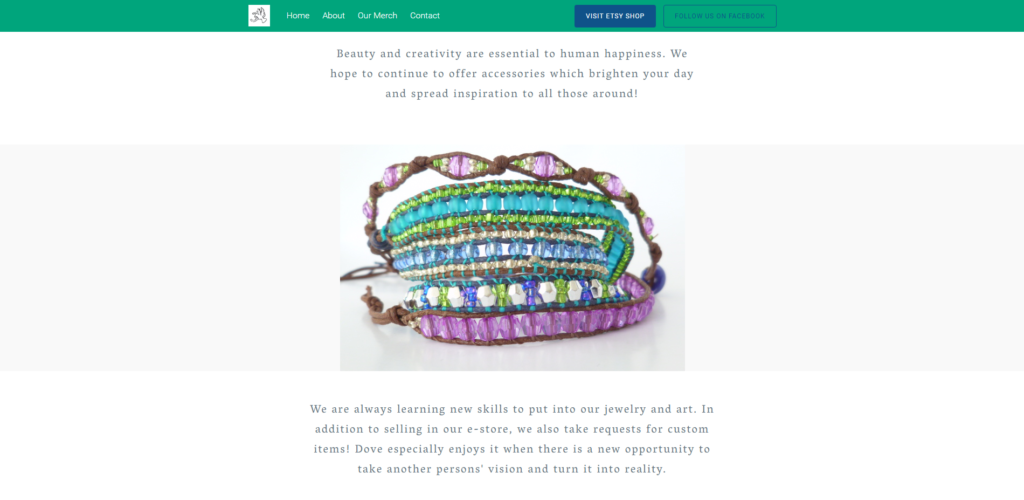 Home About Our Merch Contact VISIT ETSY SHOP FOLLOW US ON FACEBOOK
Beauty and creativity are essential to human happiness. We
hope to continue to offer accessories which brighten your day
and spread inspiration to all those around!
We are always learning new skills to put into our jewelry and art. In
addition to selling in our e-store, we also take requests for custom
items! Dove especially enjoys it when there is a new opportunity to
take another persons' vision and turn it into reality.